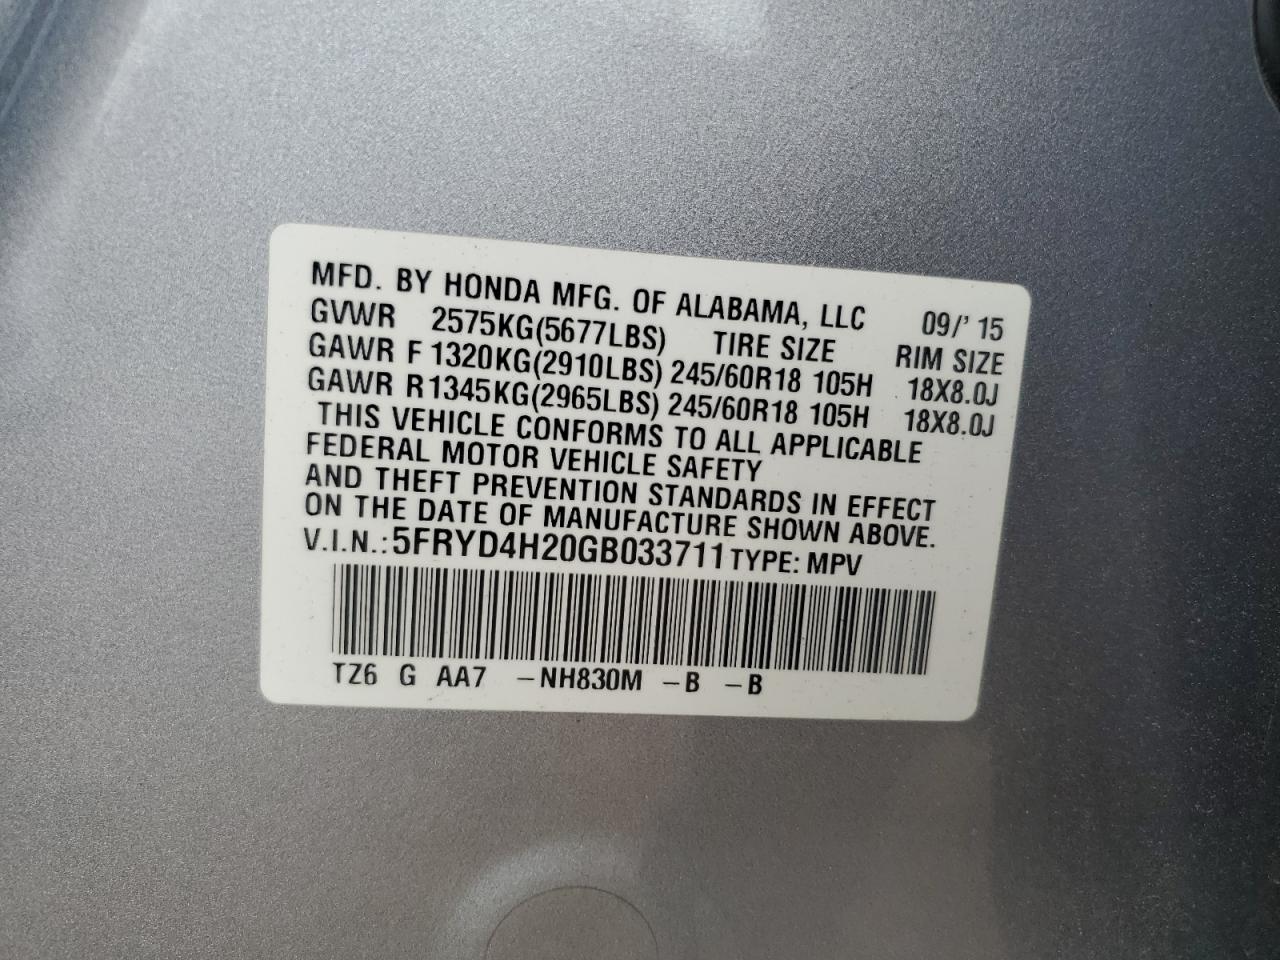 MFD. BY HONDA MFG. OF ALABAMA, LLC 09/'15
GVWR 2575KG(5677LBS) TIRE SIZE RIM SIZE
GAWR F 1320KG(2910LBS) 245/60R18 105H 18X8.0J
GAWR R1345KG(2965LBS) 245/60R18 105H 18X8.0J
THIS VEHICLE CONFORMS TO ALL APPLICABLE
FEDERAL MOTOR VEHICLE SAFETY
AND THEFT PREVENTION STANDARDS IN EFFECT
ON THE DATE OF MANUFACTURE SHOWN ABOVE.
V.I.N.:5FRYD4H20GB033711 TYPE: MPV
TZ6 G AA7 -NH830M -B -B